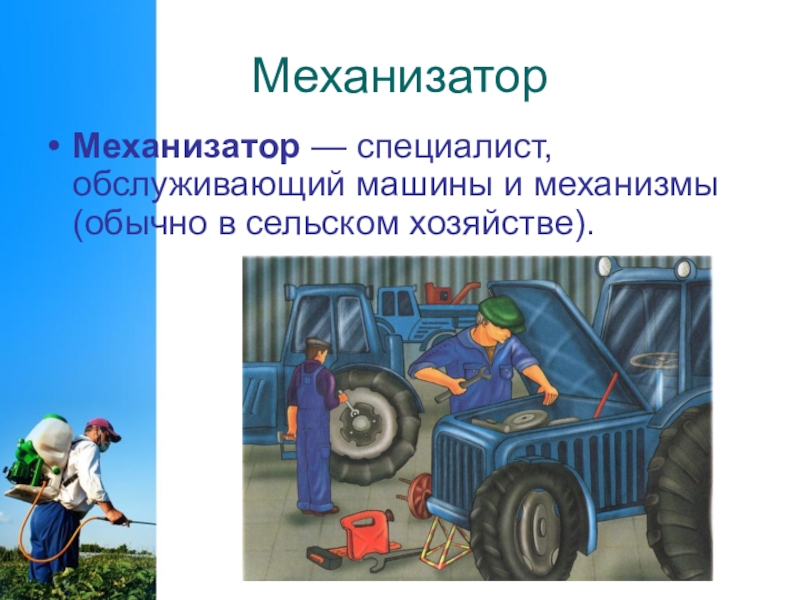 Механизатор
• Механизатор — специалист,
обслуживающий машины и механизмы
(обычно в сельском хозяйстве).